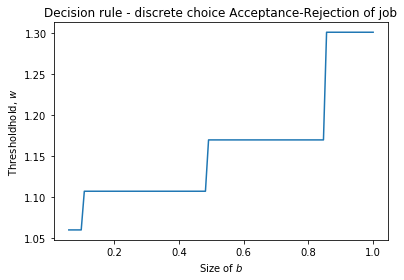 Decision rule - discrete choice Acceptance-Rejection of job
Thresholdhold, w
1.30
1.25
1.20
1.15
1.10
1.05
0.2 0.4 0.6 0.8 1.0
Size of b